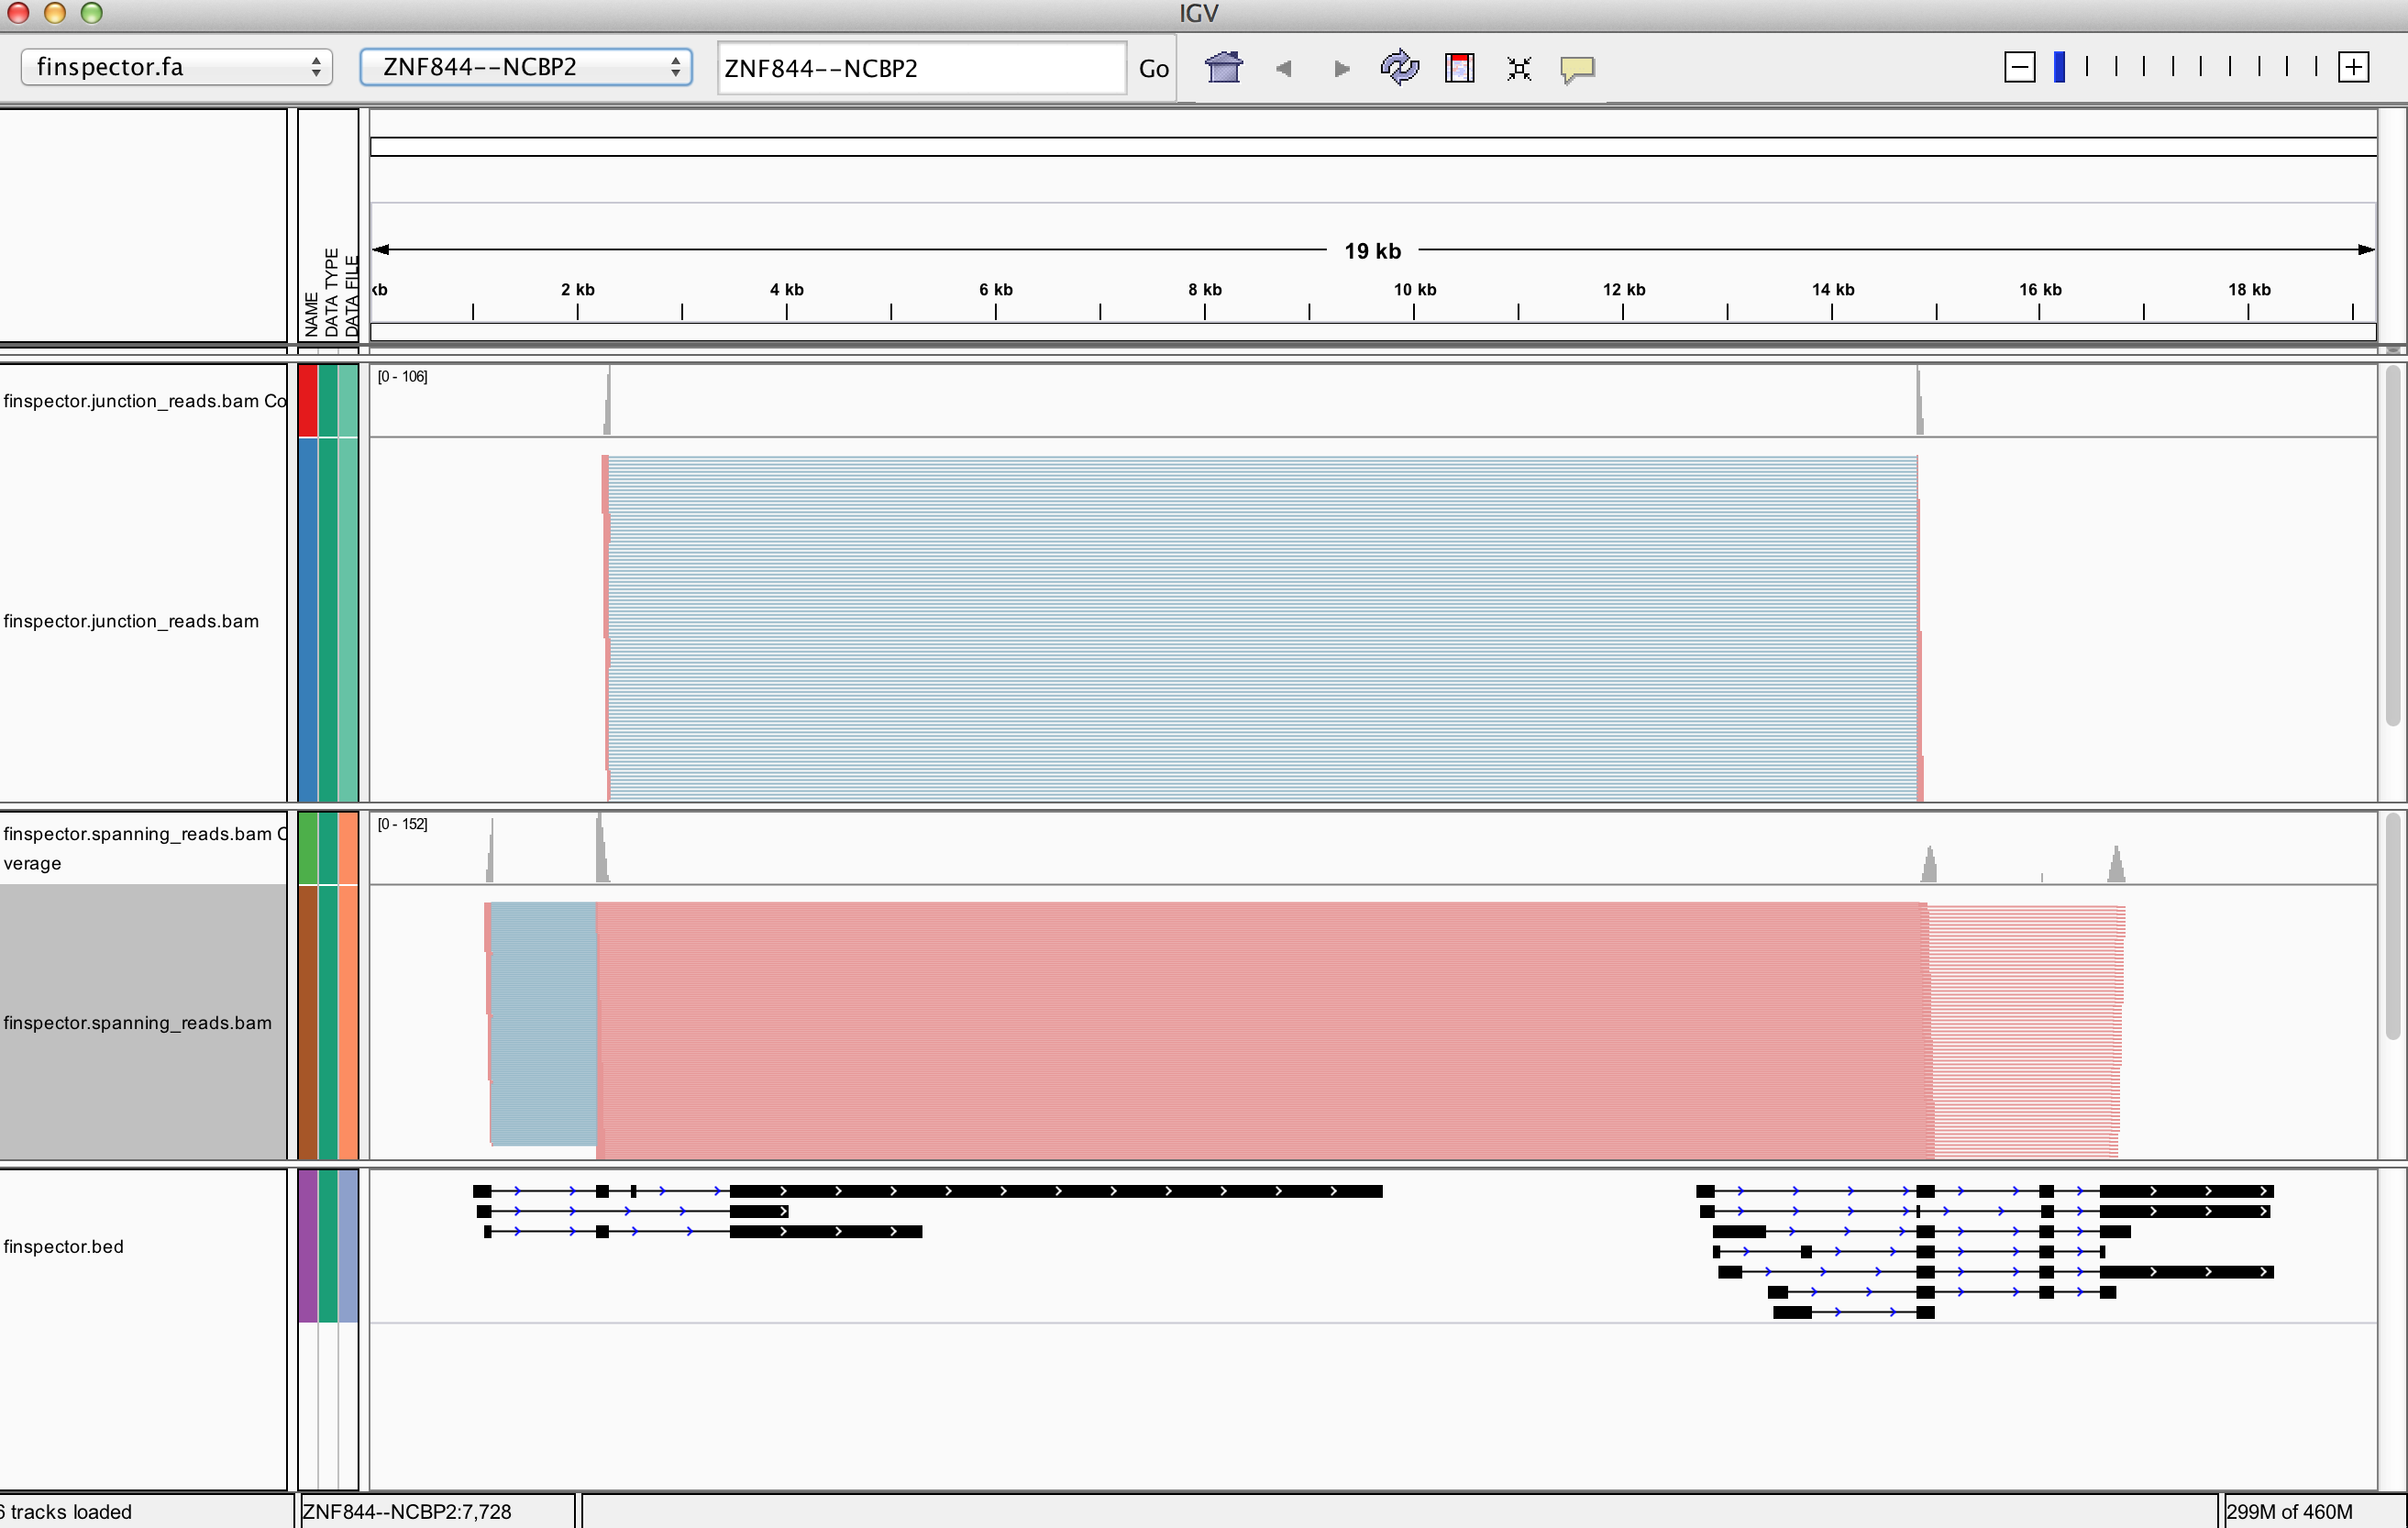 IGV
finspector.fa
ZNF844--NCBP2
ZNF844--NCBP2
Go
NAME
DATA TYPE
DATA FILE
19 kb
kb 2 kb 4 kb 6 kb 8 kb 10 kb 12 kb 14 kb 16 kb 18 kb
finspector.junction_reads.bam Co
[0 - 106]
finspector.junction_reads.bam
finspector.spanning_reads.bam C
verage
[0 - 152]
finspector.spanning_reads.bam
finspector.bed
6 tracks loaded
ZNF844--NCBP2:7,728
299M of 460M